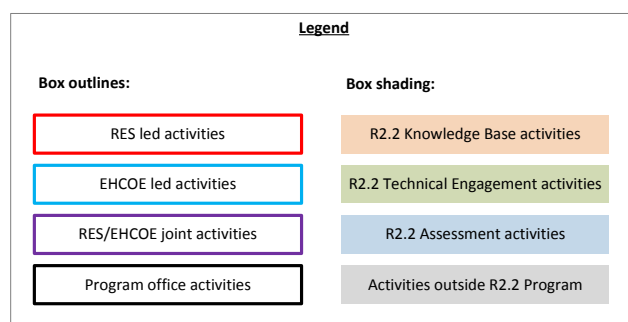 Legend
Box outlines:
Box shading:
RES led activities
R2.2 Knowledge Base activities
EHCOE led activities
R2.2 Technical Engagement activities
RES/EHCOE joint activities
R2.2 Assessment activities
Program office activities
Activities outside R2.2 Program